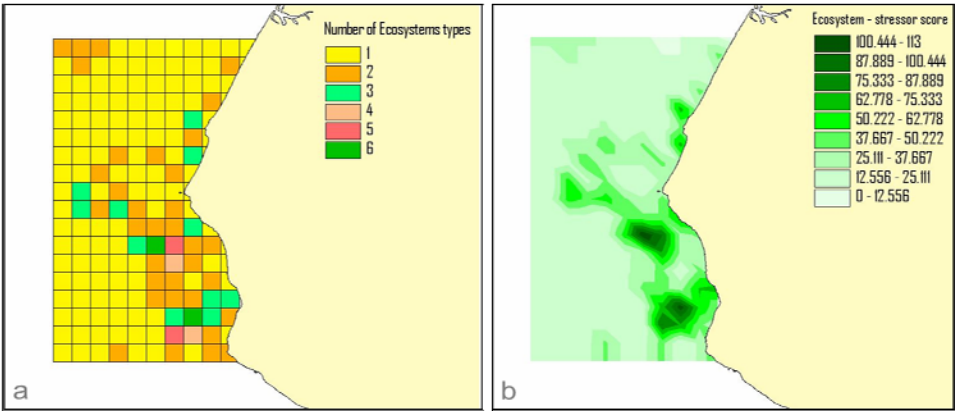 Number of Ecosystems types
1
2
3
4
5
6
a
Ecosystem - stressor score
100.444 - 113
87.889 - 100.444
75.333 - 87.889
62.778 - 75.333
50.222 - 62.778
37.667 - 50.222
25.111 - 37.667
12.556 - 25.111
0 - 12.556
b